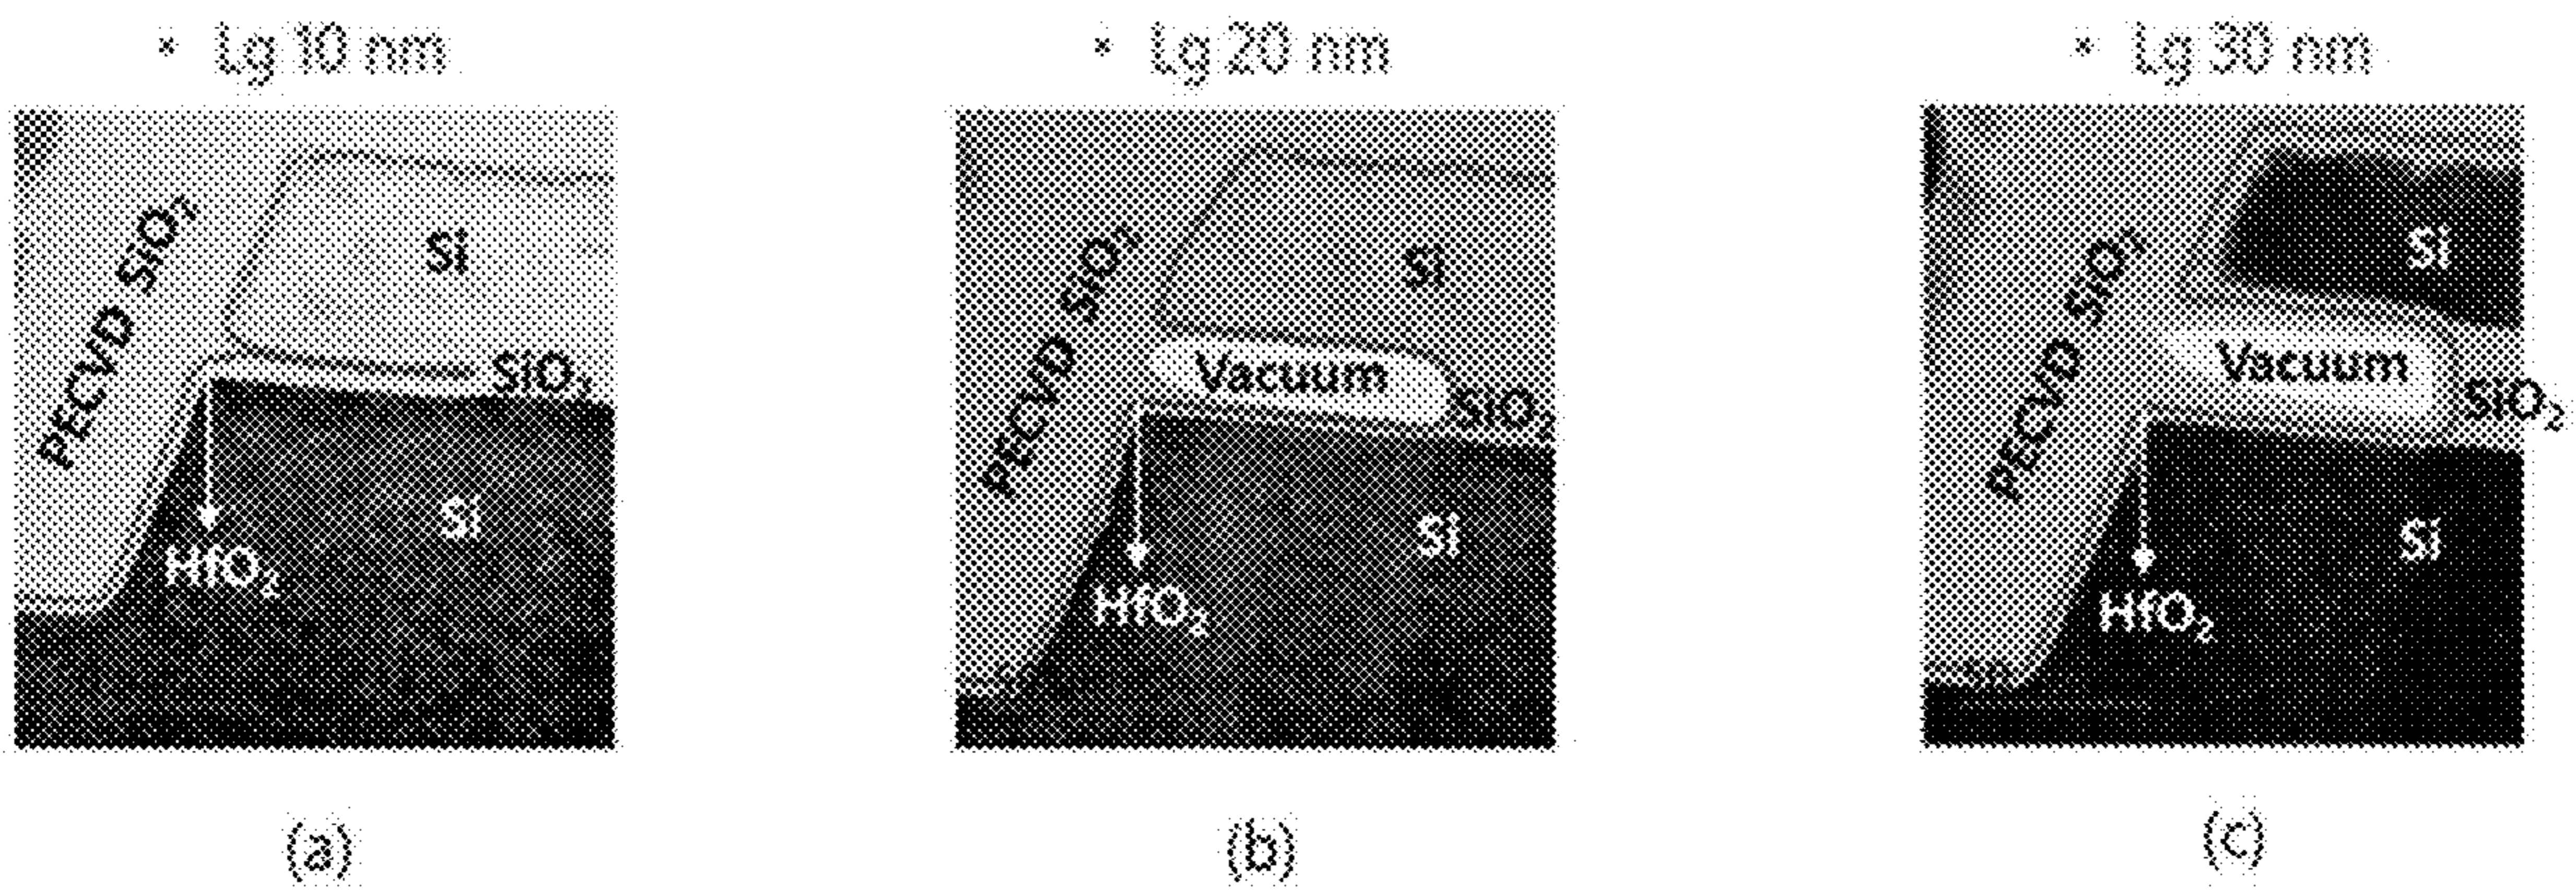 * Lg 10 nm
PECVD SiO₂
Si
SiO₂
Si
HfO₂
(a)
* Lg 20 nm
PECVD SiO₂
Si
Vacuum
SiO₂
Si
HfO₂
(b)
* Lg 30 nm
PECVD SiO₂
Si
Vacuum
SiO₂
Si
HfO₂
(c)